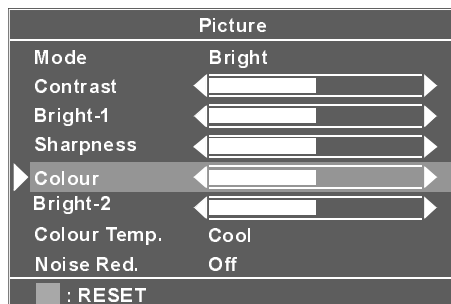 Picture
Mode Bright
Contrast
Bright-1
Sharpness
Colour
Bright-2
Colour Temp. Cool
Noise Red. Off
: RESET